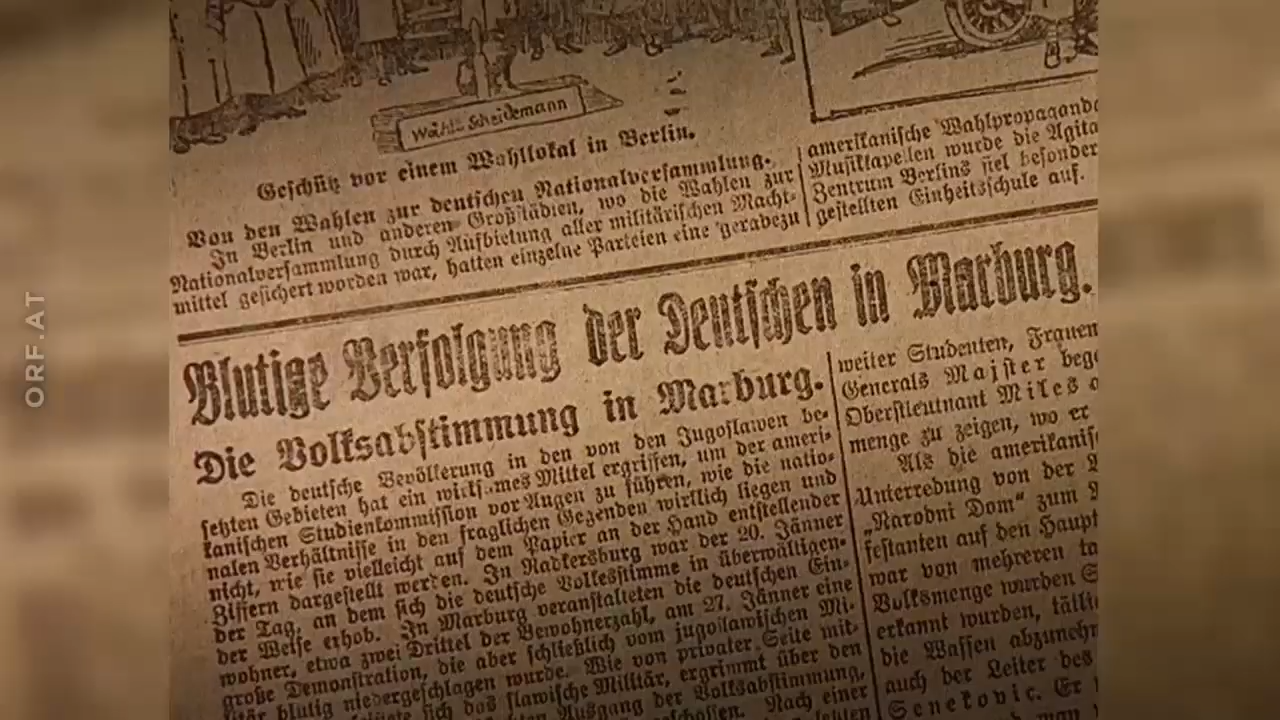 ORF.AT
Wählt Scheidemann
Geschütz vor einem Wahllokal in Berlin.
Von den Wahlen zur deutschen Nationalversammlung.
In Berlin und anderen Großstädten, wo die Wahlen zur
Nationalversammlung durch Aufbietung aller militärischen Macht-
mittel gesichert worden war, hatten einzelne Parteien eine geradezu
amerikanische Wahlpropaganda
Musikkapellen wurde die Agita
Zentrum Berlins fiel besonder
gestellten Einheitsschule auf.
Blutige Verfolgung der Deutschen in Marburg.
Die Volksabstimmung in Marburg.
Die deutsche Bevölkerung in den von den Jugoslawen be-
setzten Gebieten hat ein wirksames Mittel ergriffen, um der ameri-
kanischen Studienkommission vor Augen zu führen, wie die natio-
nalen Verhältnisse in den fraglichen Gegenden wirklich liegen und
nicht, wie sie vielleicht auf dem Papier an der Hand entstellender
Ziffern dargestellt werden. In Radkersburg war der 20. Jänner
der Tag, an dem sich die deutsche Volksstimme in überwältigen-
der Weise erhob. In Marburg veranstalteten die deutschen Ein-
wohner, etwa zwei Drittel der Bewohnerzahl, am 27. Jänner eine
große Demonstration, die aber schließlich vom jugoslawischen Mi-
litär blutig niedergeschlagen wurde. Wie von privater Seite mit-
sich das slawische Militär, ergrimmt über den
Ausgang der Volksabstimmung,
geschossen. Nach einer
weiter Studenten, Frauen
Generals Majster beg
Oberstleutnant Miles
menge zu zeigen, wo er
Als die amerikanis
Unterredung von der
„Narodni Dom“ zum
festanten auf den Haupt
war von mehreren ta
Volksmenge wurden
erkannt wurden, tätli
die Waffen abzunehm
auch der Leiter des
Senekovic. Er